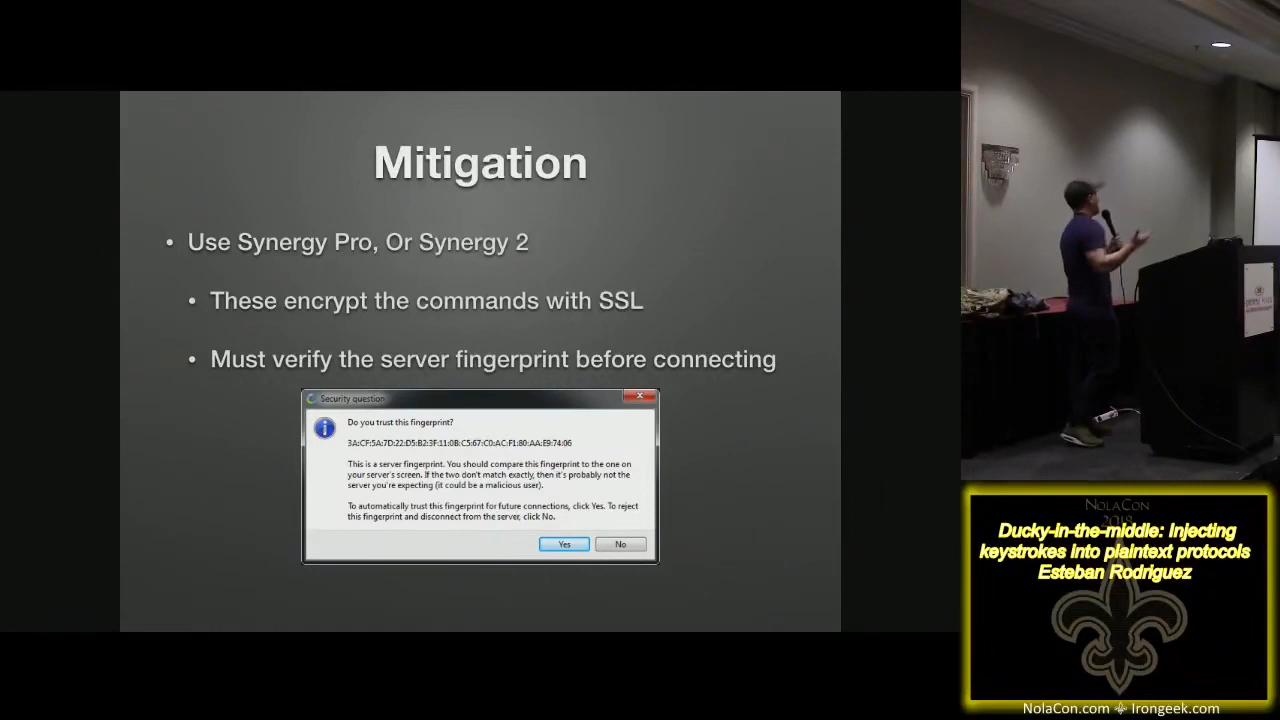 Mitigation
• Use Synergy Pro, Or Synergy 2
• These encrypt the commands with SSL
• Must verify the server fingerprint before connecting
Security question
Do you trust this fingerprint?
3A:CF:5A:7D:22:D5:B2:3F:11:0B:C5:67:C0:AC:F1:80:AA:E9:74:06
This is a server fingerprint. You should compare this fingerprint to the one on
your server's screen. If the two don't match exactly, then it's probably not the
server you're expecting (it could be a malicious user).
To automatically trust this fingerprint for future connections, click Yes. To reject
this fingerprint and disconnect from the server, click No.
Yes
No
NOLACON
2018
Ducky-in-the-middle: Injecting
keystrokes into plaintext protocols
Esteban Rodriguez
NolaCon.com Irongeek.com